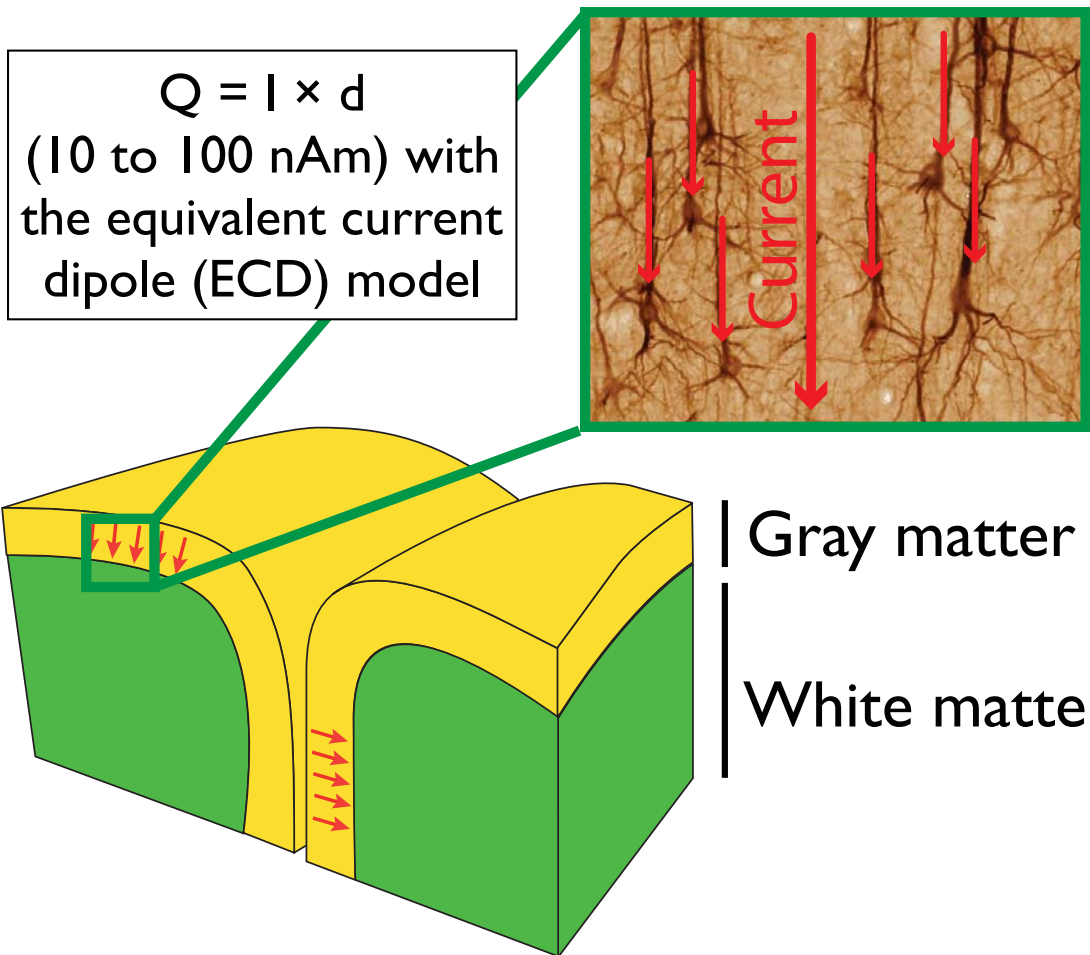 Q = I × d
(10 to 100 nAm) with
the equivalent current
dipole (ECD) model
Current
Gray matter
White matte